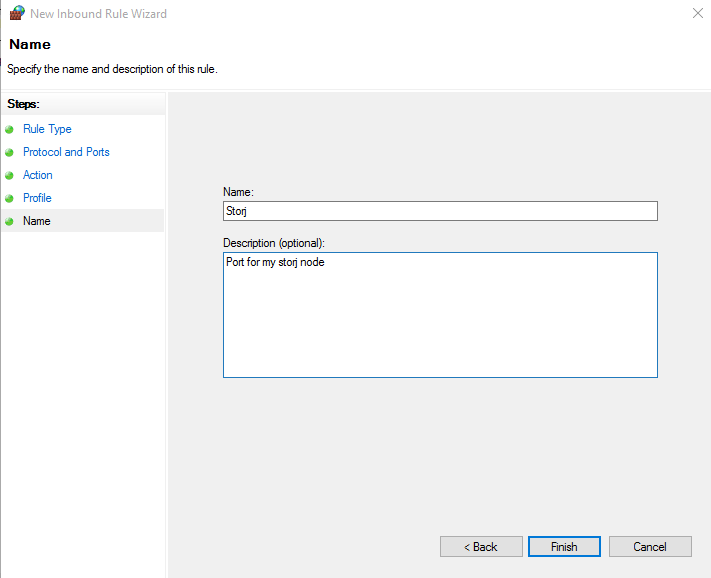 New Inbound Rule Wizard
Name
Specify the name and description of this rule.
Steps:
Rule Type
Protocol and Ports
Action
Profile
Name
Name:
Storj
Description (optional):
Port for my storj node
< Back
Finish
Cancel